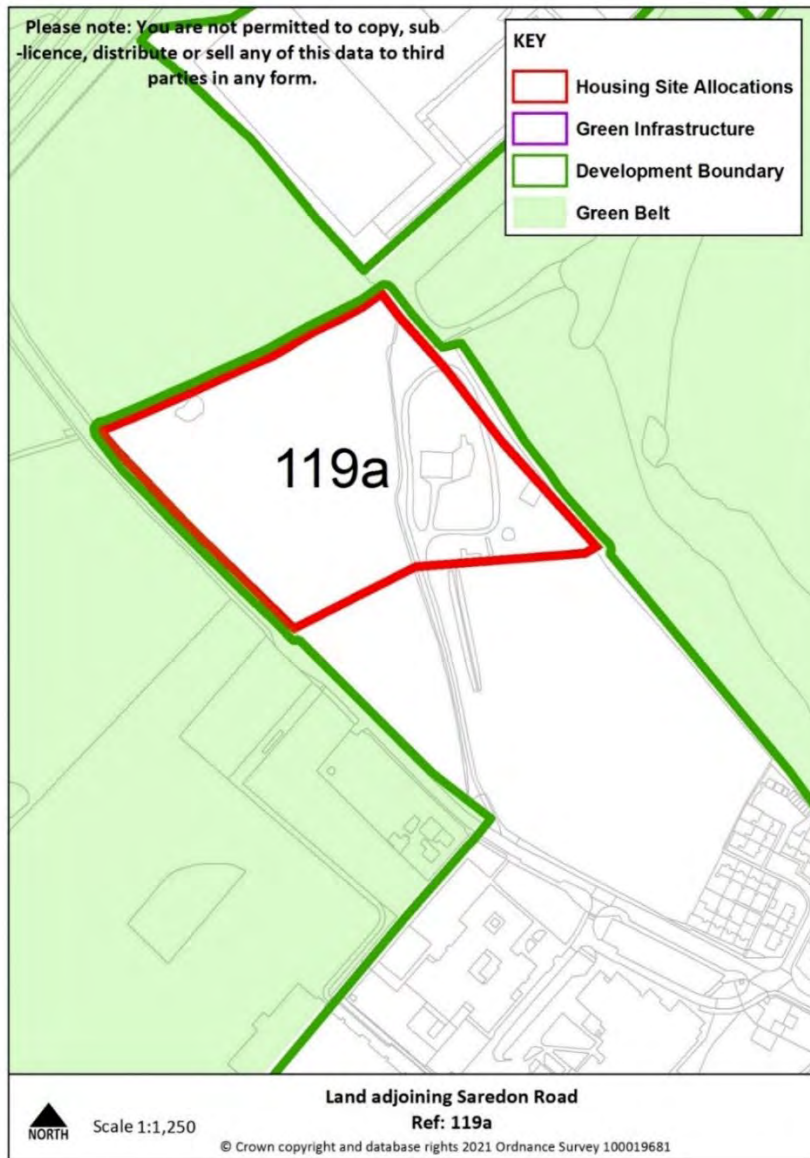 Please note: You are not permitted to copy, sub
-licence, distribute or sell any of this data to third
parties in any form.
KEY
Housing Site Allocations
Green Infrastructure
Development Boundary
Green Belt
119a
NORTH
Scale 1:1,250
Land adjoining Saredon Road
Ref: 119a
© Crown copyright and database rights 2021 Ordnance Survey 100019681